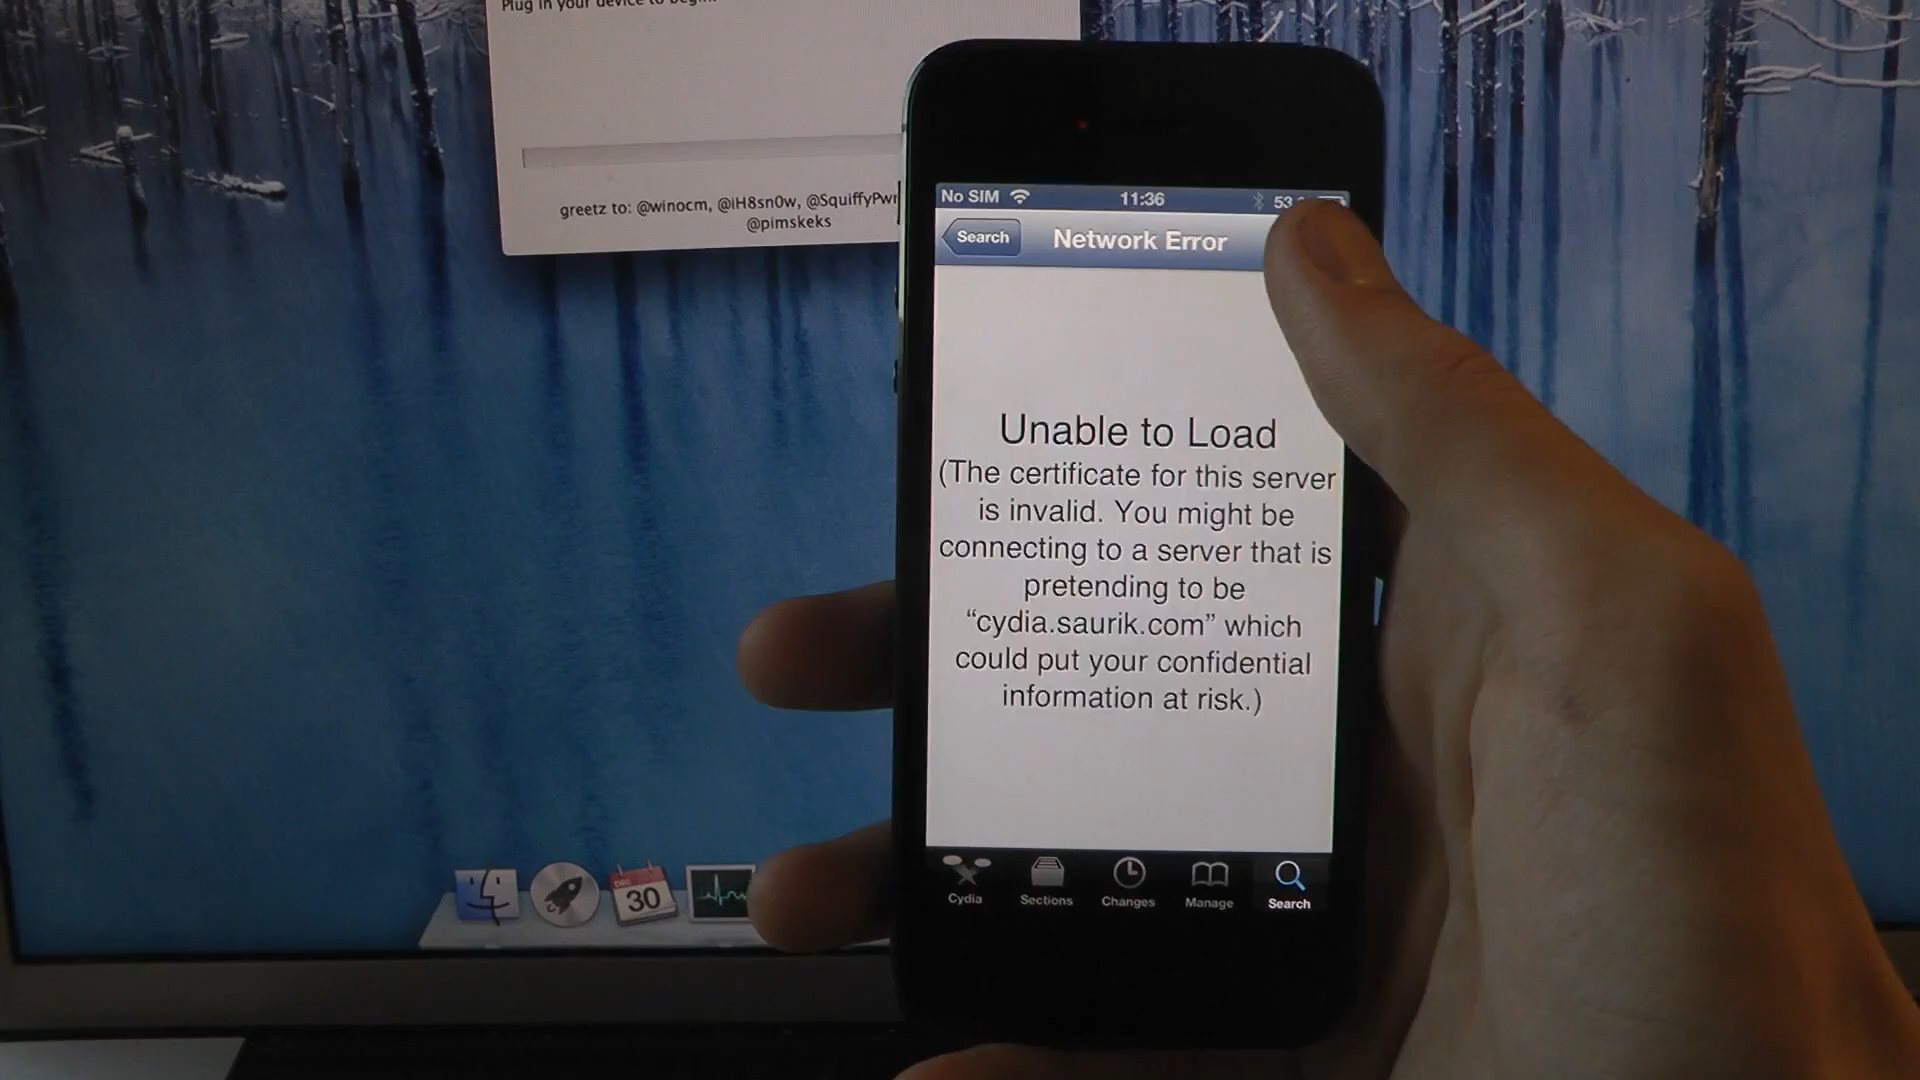 Plug in your device to begin.
greetz to: @winocm, @iH8sn0w, @SquiffyPwn
@pimskeks
No SIM 11:36 53
Search Network Error
Unable to Load
(The certificate for this server
is invalid. You might be
connecting to a server that is
pretending to be
“cydia.saurik.com” which
could put your confidential
information at risk.)
Cydia Sections Changes Manage Search
DEC
30